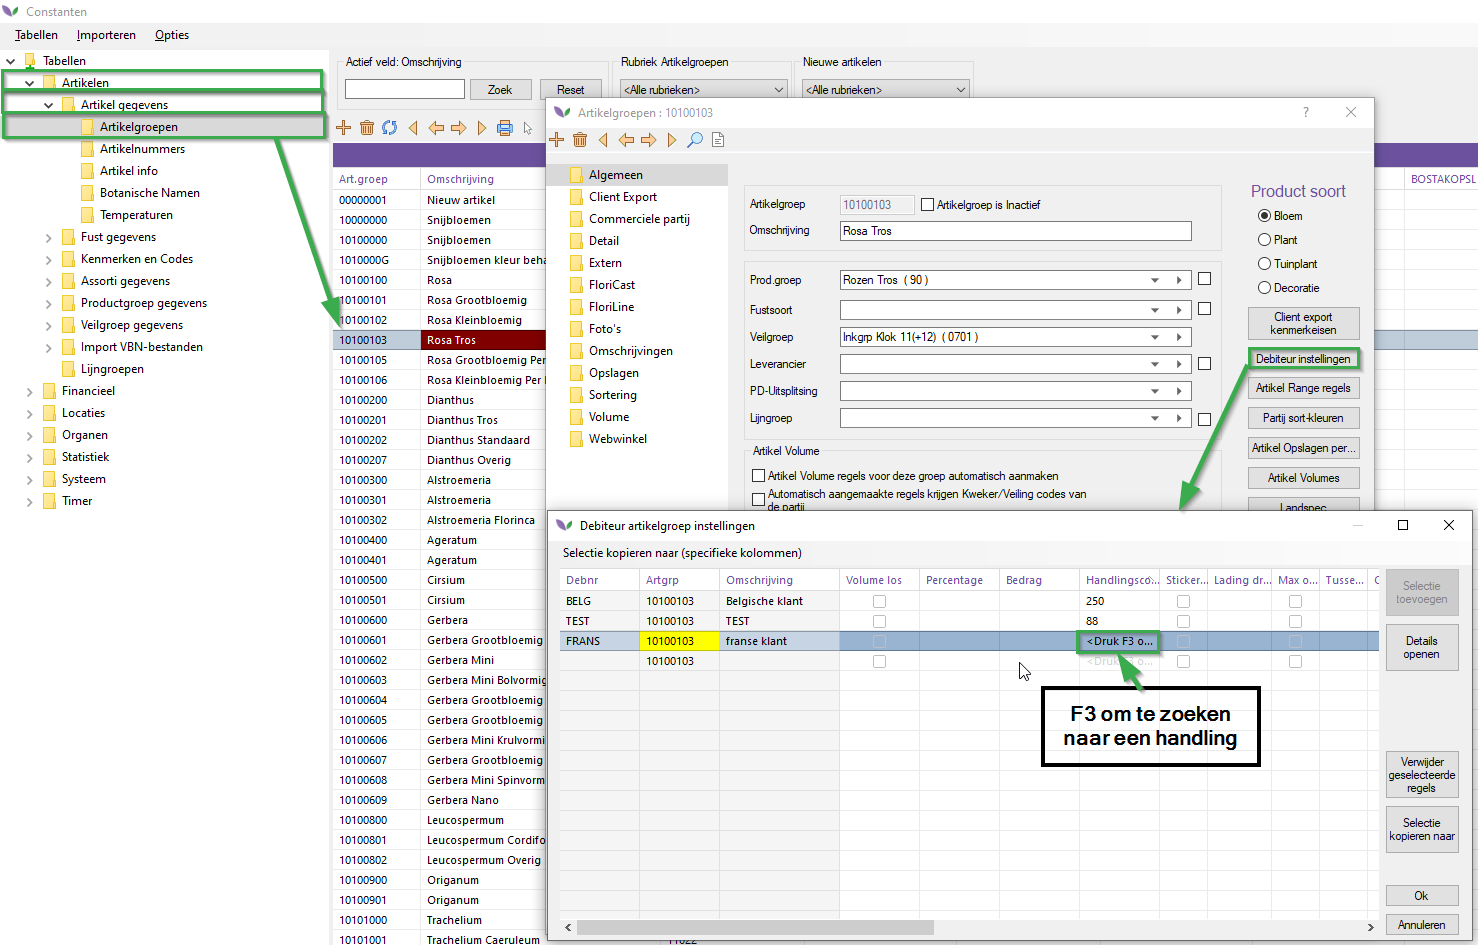 Constanten
Tabellen Importeren Opties
Tabellen
Artikelen
Artikel gegevens
Artikelgroepen
Artikelnummers
Artikel info
Botanische Namen
Temperaturen
Fust gegevens
Kenmerken en Codes
Assorti gegevens
Productgroep gegevens
Veilgroep gegevens
Import VBN-bestanden
Lijngroepen
Financieel
Locaties
Organen
Statistiek
Systeem
Timer
Actief veld: Omschrijving
Zoek Reset
Rubriek Artikelgroepen
<Alle rubrieken>
Nieuwe artikelen
<Alle rubrieken>
Art.groep Omschrijving BOSTAKOPSL
00000001 Nieuw artikel
10000000 Snijbloemen
10100000 Snijbloemen
1010000G Snijbloemen kleur beha
10100100 Rosa
10100101 Rosa Grootbloemig
10100102 Rosa Kleinbloemig
10100103 Rosa Tros
10100105 Rosa Grootbloemig Per
10100106 Rosa Kleinbloemig Per
10100200 Dianthus
10100201 Dianthus Tros
10100202 Dianthus Standaard
10100207 Dianthus Overig
10100300 Alstroemeria
10100301 Alstroemeria
10100302 Alstroemeria Florinca
10100400 Ageratum
10100401 Ageratum
10100500 Cirsium
10100501 Cirsium
10100600 Gerbera
10100601 Gerbera Grootbloemig
10100602 Gerbera Mini
10100603 Gerbera Mini Bolvormig
10100604 Gerbera Grootbloemig
10100605 Gerbera Grootbloemig
10100606 Gerbera Mini Krulvormi
10100607 Gerbera Grootbloemig
10100608 Gerbera Mini Spinvorm
10100609 Gerbera Nano
10100800 Leucospermum
10100801 Leucospermum Cordifo
10100802 Leucospermum Overig
10100900 Origanum
10100901 Origanum
10101000 Trachelium
10101001 Trachelium Caeruleum
Artikelgroepen : 10100103 ?
Algemeen
Client Export
Commerciele partij
Detail
Extern
FloriCast
FloriLine
Foto's
Omschrijvingen
Opslagen
Sortering
Volume
Webwinkel
Artikelgroep 10100103 Artikelgroep is Inactief
Omschrijving Rosa Tros
Prod.groep Rozen Tros ( 90 )
Fustsoort
Veilgroep Inkgrp Klok 11(+12) ( 0701 )
Leverancier
PD-Uitsplitsing
Lijngroep
Artikel Volume
Artikel Volume regels voor deze groep automatisch aanmaken
Automatisch aangemaakte regels krijgen Kweker/Veiling codes van
de partij
Product soort
Bloem
Plant
Tuinplant
Decoratie
Client export
kenmerkeisen
Debiteur instellingen
Artikel Range regels
Partij sort-kleuren
Artikel Opslagen per...
Artikel Volumes
Landspec
Debiteur artikelgroep instellingen
Selectie kopieren naar (specifieke kolommen)
Debnr Artgrp Omschrijving Volume los Percentage Bedrag Handlingsco... Sticker... Lading dr... Max o... Tusse...
BELG 10100103 Belgische klant 250
TEST 10100103 TEST 88
FRANS 10100103 franse klant <Druk F3 o...
10100103 <Druk F3 o...
F3 om te zoeken
naar een handling
Selectie
toevoegen
Details
openen
Verwijder
geselecteerde
regels
Selectie
kopieren naar
Ok
Annuleren